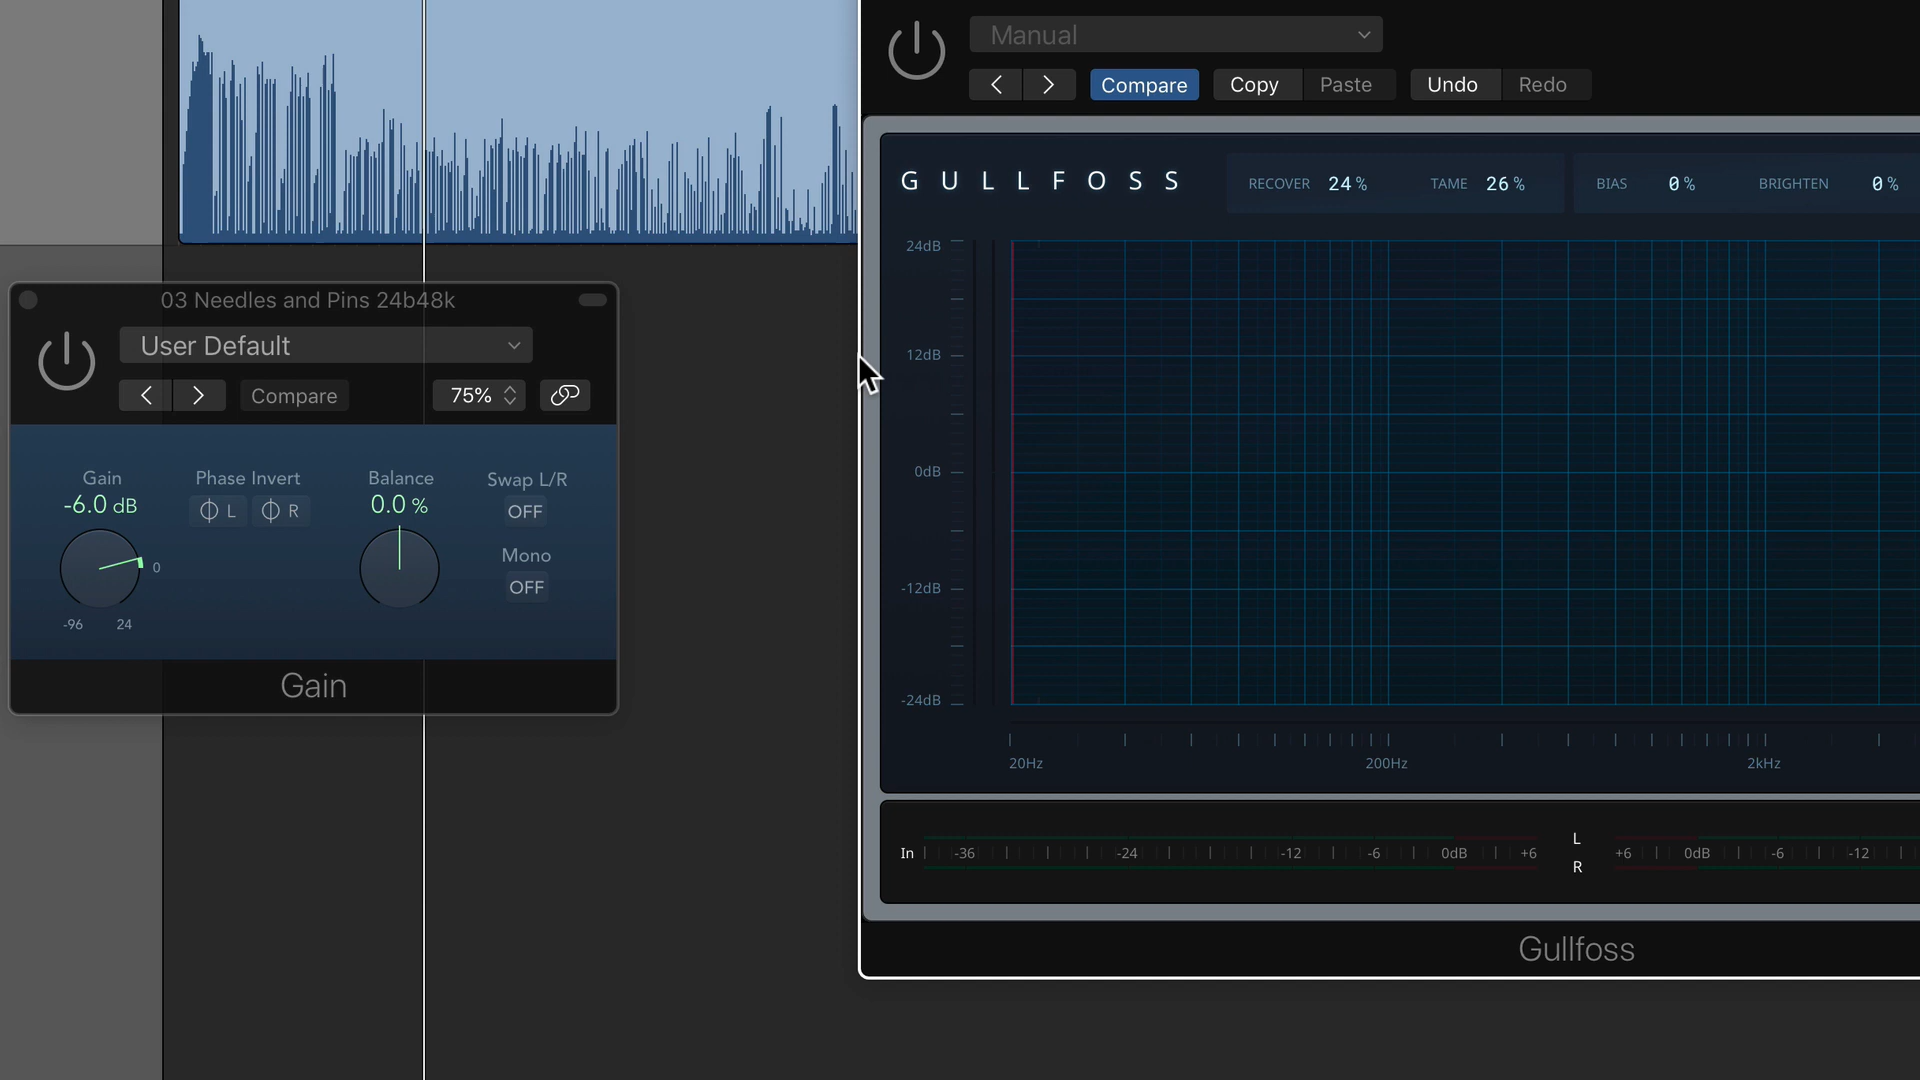 Manual
Compare Copy Paste Undo Redo
GULLFOSS RECOVER 24% TAME 26% BIAS 0% BRIGHTEN 0%
24dB
12dB
0dB
-12dB
-24dB
20Hz 200Hz 2kHz
In -36 -24 -12 -6 0dB +6 L R +6 0dB -6 -12
Gullfoss
03 Needles and Pins 24b48k
User Default
Compare 75%
Gain Phase Invert Balance Swap L/R
-6.0 dB L R 0.0 % OFF
Mono
0 OFF
-96 24
Gain